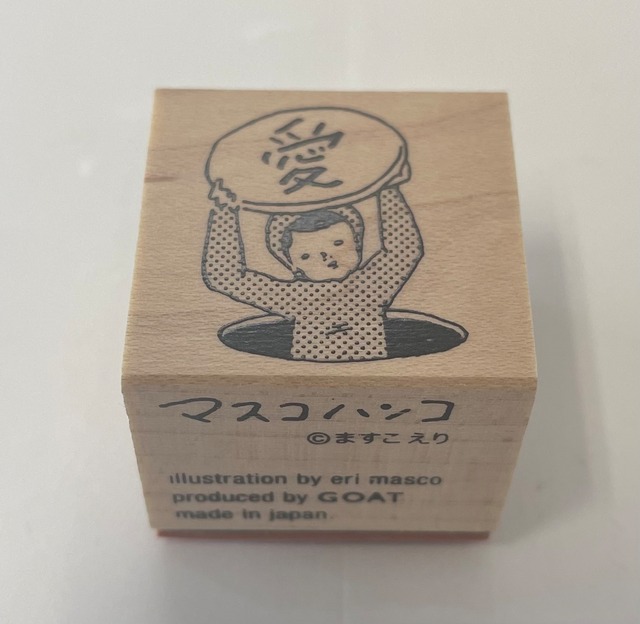 愛
マスコハンコ
©ますこえり
illustration by eri masco
produced by GOAT
made in japan.